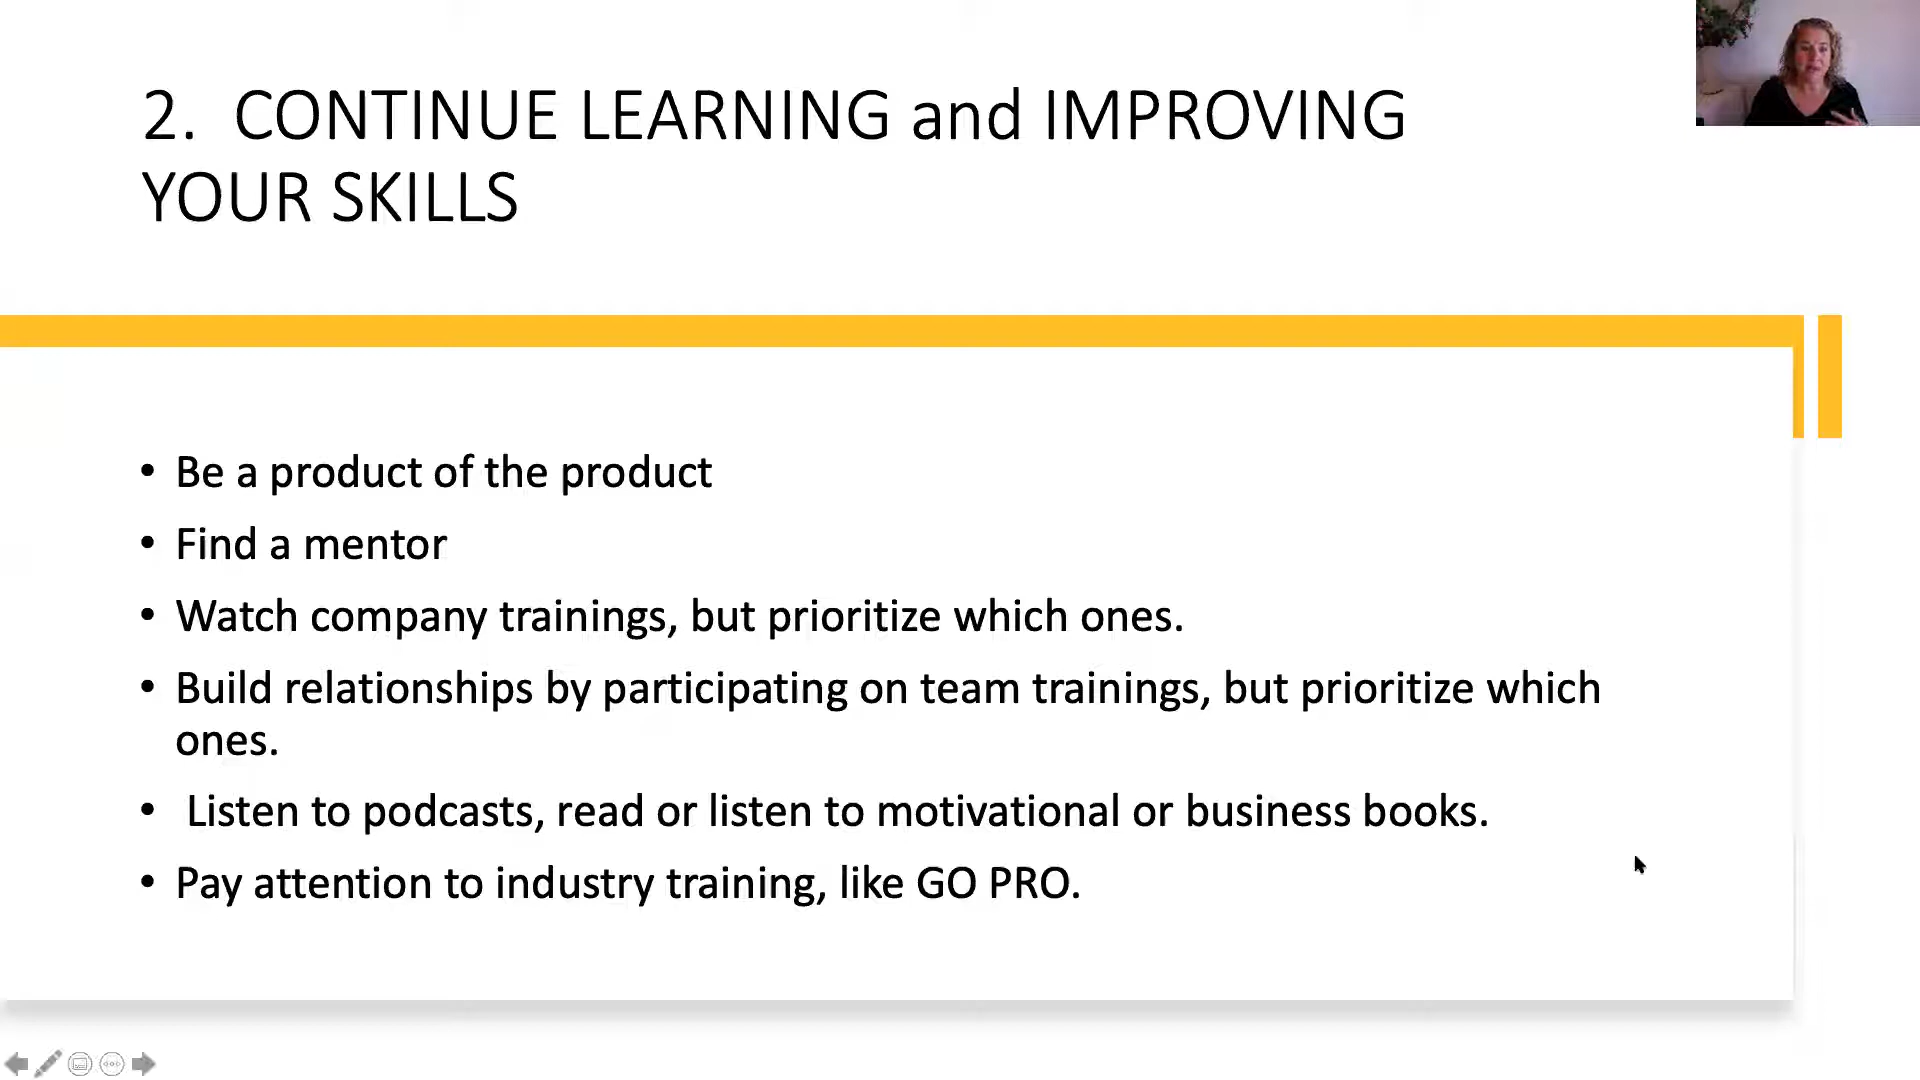 2. CONTINUE LEARNING and IMPROVING
YOUR SKILLS
• Be a product of the product
• Find a mentor
• Watch company trainings, but prioritize which ones.
• Build relationships by participating on team trainings, but prioritize which
ones.
• Listen to podcasts, read or listen to motivational or business books.
• Pay attention to industry training, like GO PRO.